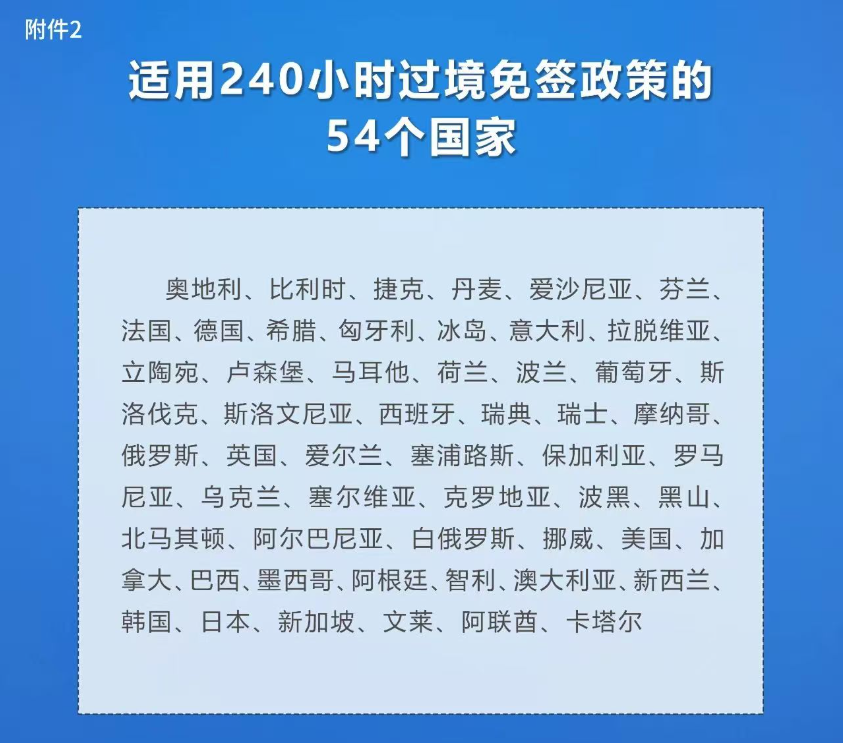 附件2
适用240小时过境免签政策的
54个国家
奥地利、比利时、捷克、丹麦、爱沙尼亚、芬兰、
法国、德国、希腊、匈牙利、冰岛、意大利、拉脱维亚、
立陶宛、卢森堡、马耳他、荷兰、波兰、葡萄牙、斯
洛伐克、斯洛文尼亚、西班牙、瑞典、瑞士、摩纳哥、
俄罗斯、英国、爱尔兰、塞浦路斯、保加利亚、罗马
尼亚、乌克兰、塞尔维亚、克罗地亚、波黑、黑山、
北马其顿、阿尔巴尼亚、白俄罗斯、挪威、美国、加
拿大、巴西、墨西哥、阿根廷、智利、澳大利亚、新西兰、
韩国、日本、新加坡、文莱、阿联酋、卡塔尔